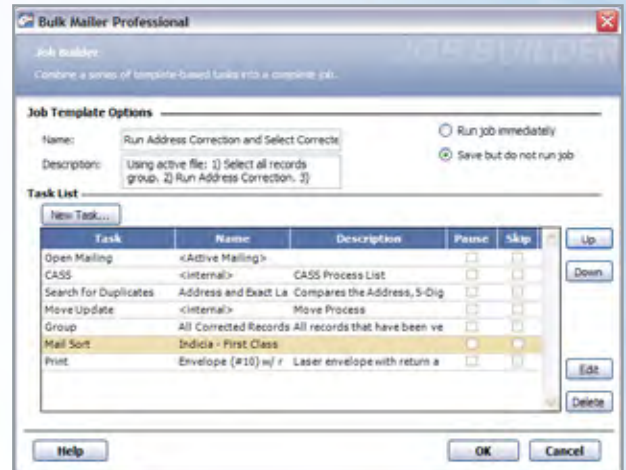 Bulk Mailer Professional
Job Builder
JOB BUILDER
Combine a series of template-based tasks into a complete job.
Job Template Options
Name: Run Address Correction and Select Correcte
Run job immediately
Description: Using active file: 1) Select all records
group. 2) Run Address Correction. 3)
Save but do not run job
Task List
New Task...
Task Name Description Pause Skip
Up
Open Mailing <Active Mailing>
CASS <internal> CASS Process List
Down
Search for Duplicates Address and Exact La Compares the Address, 5-Dig
Move Update <internal> Move Process
Group All Corrected Records All records that have been ve
Mail Sort Indicia - First Class
Print Envelope (#10) w/ r Laser envelope with return a
Edit
Delete
Help OK Cancel